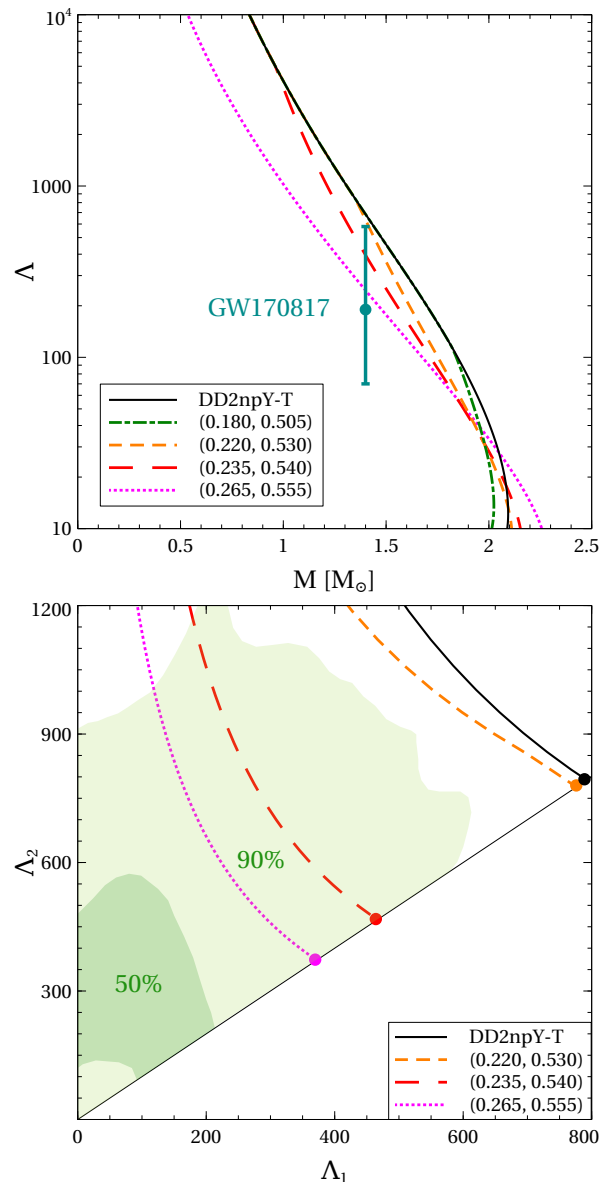 10⁴
1000
100
10
Λ
GW170817
DD2npY-T
(0.180, 0.505)
(0.220, 0.530)
(0.235, 0.540)
(0.265, 0.555)
0 0.5 1 1.5 2 2.5
M [M⊙]
1200
900
600
300
Λ₂
90%
50%
DD2npY-T
(0.220, 0.530)
(0.235, 0.540)
(0.265, 0.555)
0 200 400 600 800
Λ₁